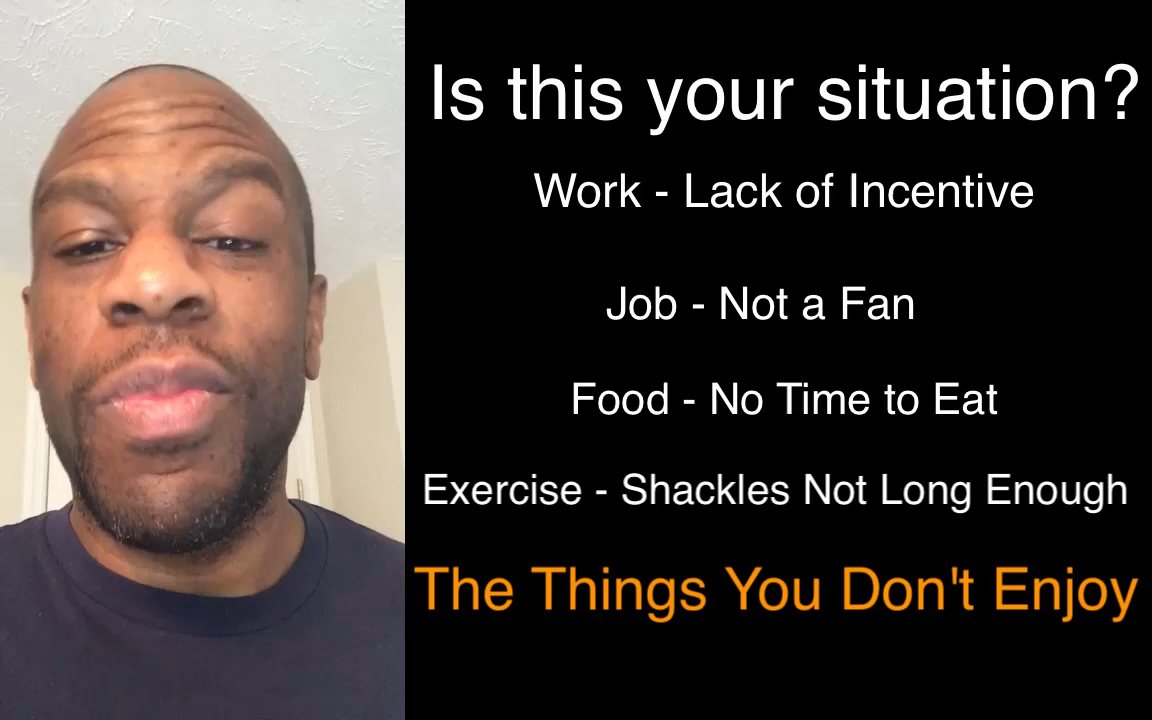 Is this your situation?
Work - Lack of Incentive
Job - Not a Fan
Food - No Time to Eat
Exercise - Shackles Not Long Enough
The Things You Don't Enjoy